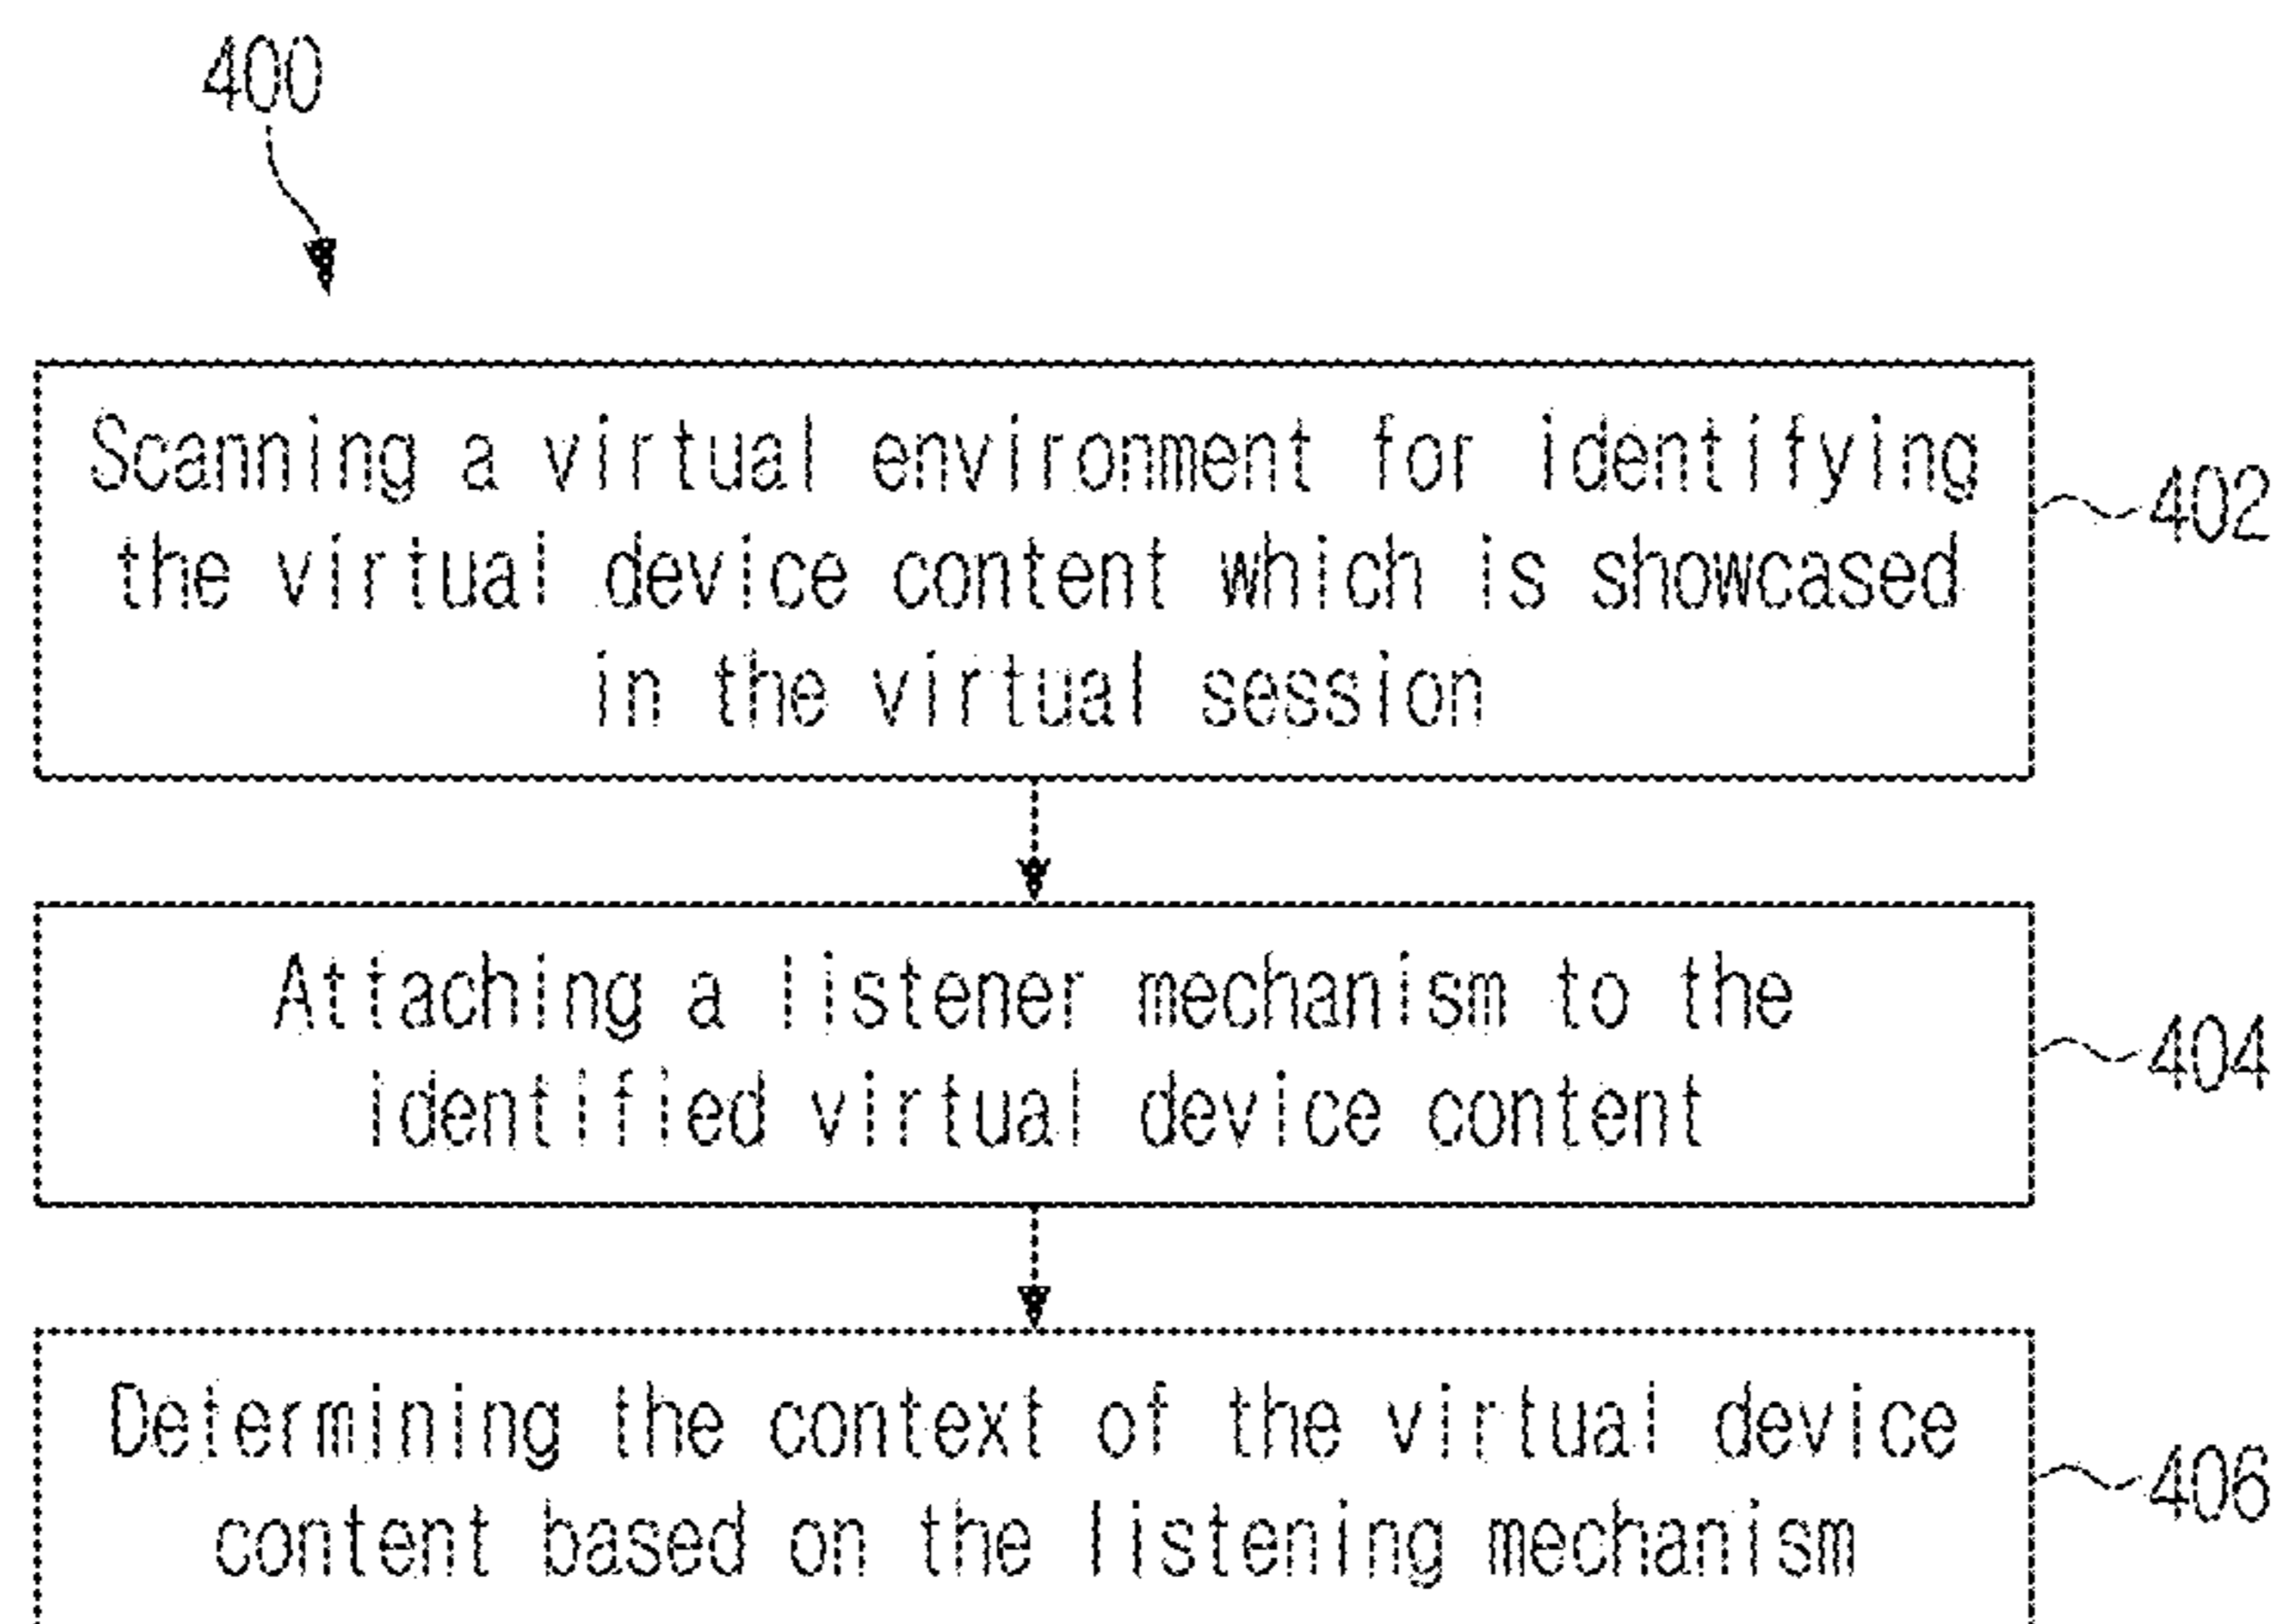 400
Scanning a virtual environment for identifying
the virtual device content which is showcased
in the virtual session
402
Attaching a listener mechanism to the
identified virtual device content
404
Determining the context of the virtual device
content based on the listening mechanism
406